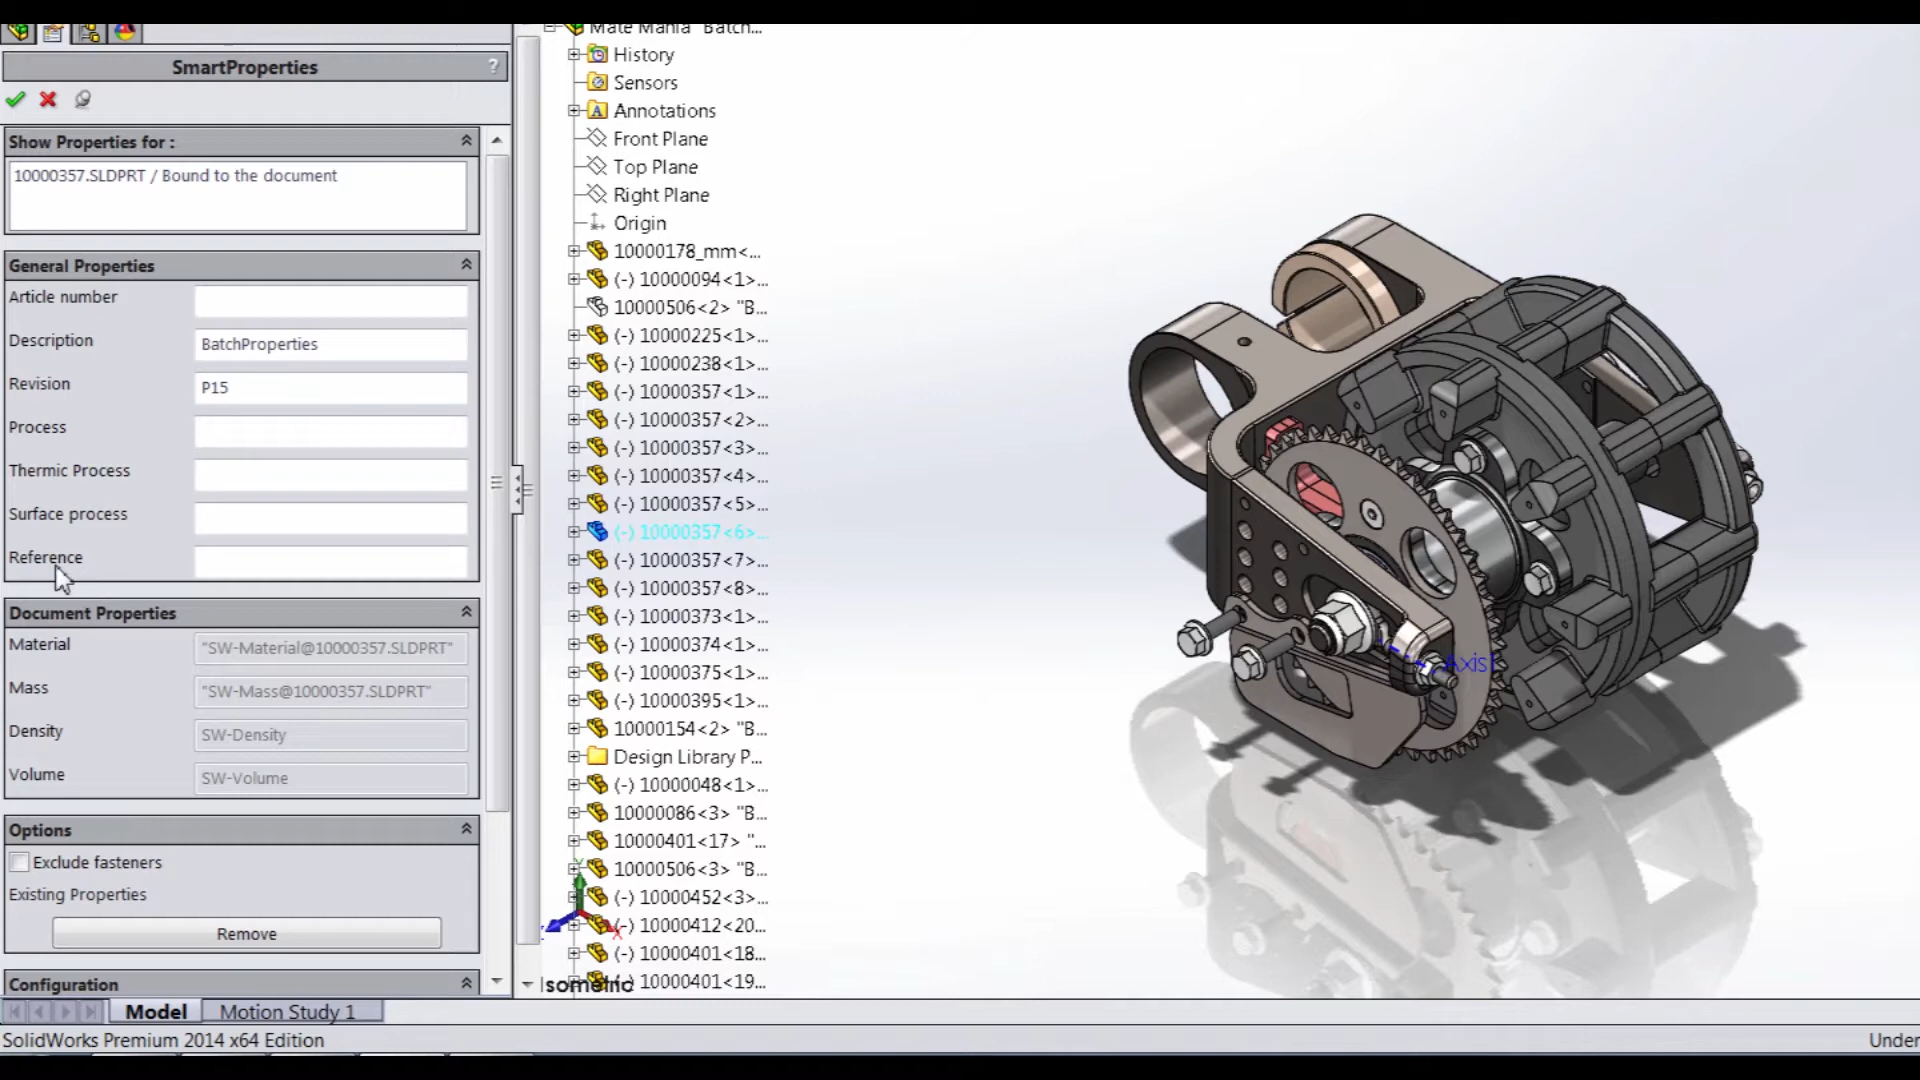 SmartProperties
?
Show Properties for :
10000357.SLDPRT / Bound to the document
General Properties
Article number
Description BatchProperties
Revision P15
Process
Thermic Process
Surface process
Reference
Document Properties
Material "SW-Material@10000357.SLDPRT"
Mass "SW-Mass@10000357.SLDPRT"
Density SW-Density
Volume SW-Volume
Options
Exclude fasteners
Existing Properties
Remove
Configuration
Mate Mania Batch...
History
Sensors
Annotations
Front Plane
Top Plane
Right Plane
Origin
10000178_mm<...
(-) 10000094<1>...
10000506<2> "B...
(-) 10000225<1>...
(-) 10000238<1>...
(-) 10000357<1>...
(-) 10000357<2>...
(-) 10000357<3>...
(-) 10000357<4>...
(-) 10000357<5>...
(-) 10000357<6>...
(-) 10000357<7>...
(-) 10000357<8>...
(-) 10000373<1>...
(-) 10000374<1>...
(-) 10000375<1>...
(-) 10000395<1>...
10000154<2> "B...
Design Library P...
(-) 10000048<1>...
10000086<3> "B...
10000401<17> "...
10000506<3> "B...
(-) 10000452<3>...
(-) 10000412<20...
(-) 10000401<18...
(-) 10000401<19...
Y
X
Isometric
Axis1
Model Motion Study 1
SolidWorks Premium 2014 x64 Edition
Under